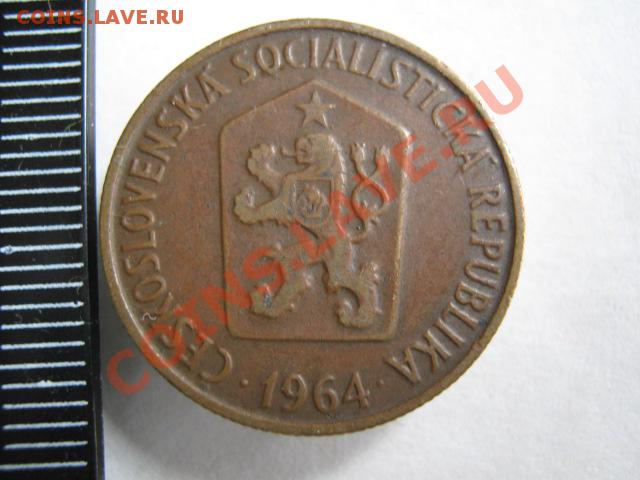 COINS.LAVE.RU
ČESKOSLOVENSKÁ SOCIALISTICKÁ REPUBLIKA
· 1964 ·
COINS.LAVE.RU